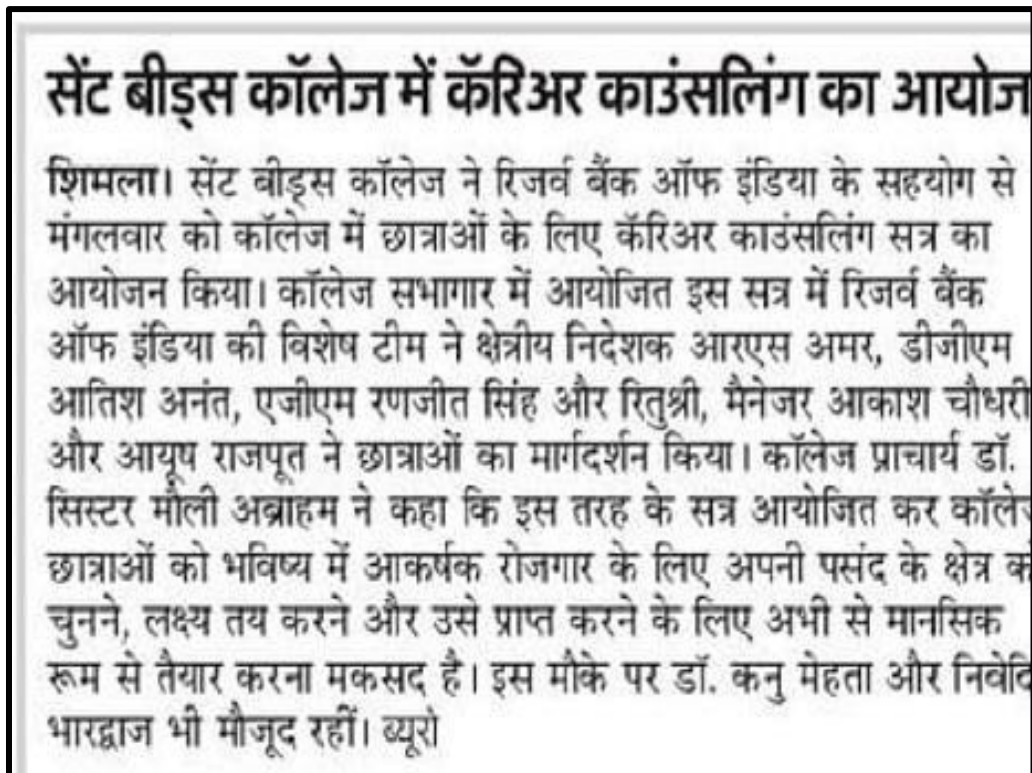 सेंट बीड्स कॉलेज में कॅरिअर काउंसलिंग का आयोज
शिमला। सेंट बीड्स कॉलेज ने रिजर्व बैंक ऑफ इंडिया के सहयोग से
मंगलवार को कॉलेज में छात्राओं के लिए कॅरिअर काउंसलिंग सत्र का
आयोजन किया। कॉलेज सभागार में आयोजित इस सत्र में रिजर्व बैंक
ऑफ इंडिया की विशेष टीम ने क्षेत्रीय निदेशक आरएस अमर, डीजीएम
आतिश अनंत, एजीएम रणजीत सिंह और रितुश्री, मैनेजर आकाश चौधरी
और आयूष राजपूत ने छात्राओं का मार्गदर्शन किया। कॉलेज प्राचार्य डॉ.
सिस्टर मौली अब्राहम ने कहा कि इस तरह के सत्र आयोजित कर कॉलेज
छात्राओं को भविष्य में आकर्षक रोजगार के लिए अपनी पसंद के क्षेत्र को
चुनने, लक्ष्य तय करने और उसे प्राप्त करने के लिए अभी से मानसिक
रूम से तैयार करना मकसद है। इस मौके पर डॉ. कनु मेहता और निवेदि
भारद्वाज भी मौजूद रहीं। ब्यूरो